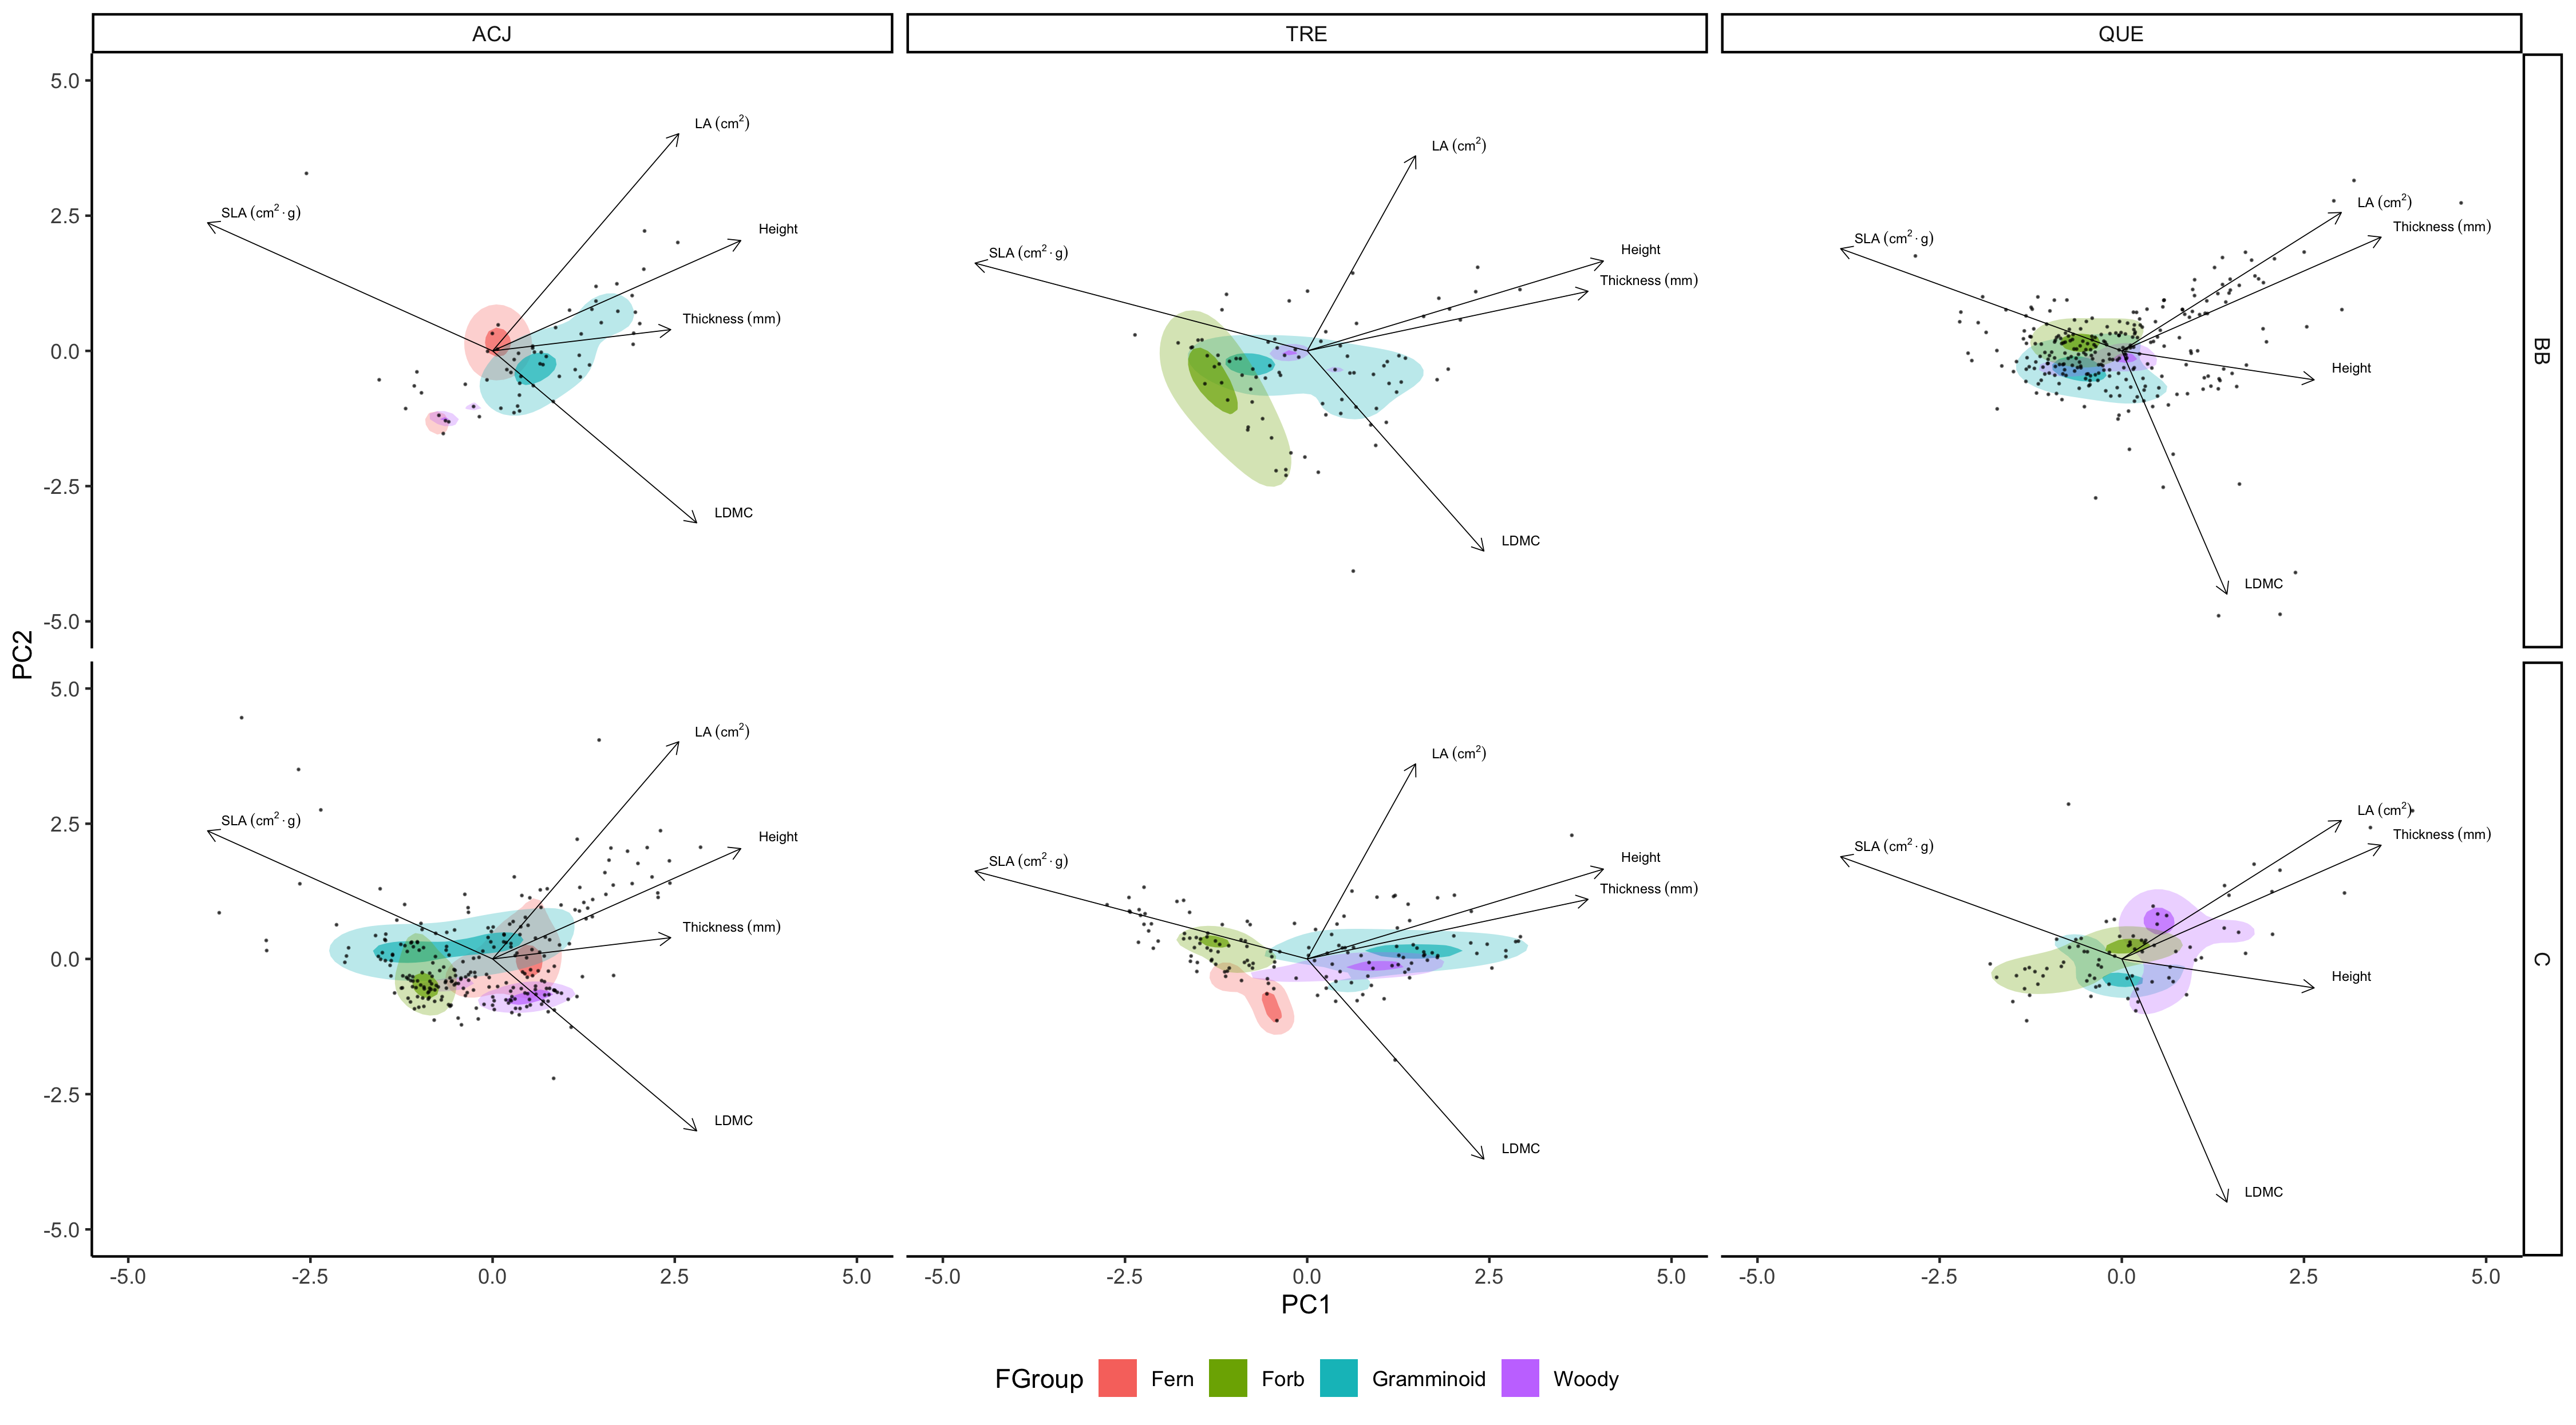 ACJ
TRE
QUE
5.0
2.5
0.0
-2.5
-5.0
LA (cm²)
SLA (cm²·g)
Height
Thickness (mm)
LDMC
LA (cm²)
SLA (cm²·g)
Height
Thickness (mm)
LDMC
LA (cm²)
Thickness (mm)
SLA (cm²·g)
Height
LDMC
BB
PC2
5.0
2.5
0.0
-2.5
-5.0
LA (cm²)
SLA (cm²·g)
Height
Thickness (mm)
LDMC
LA (cm²)
SLA (cm²·g)
Height
Thickness (mm)
LDMC
LA (cm²)
Thickness (mm)
SLA (cm²·g)
Height
LDMC
C
-5.0 -2.5 0.0 2.5 5.0
-5.0 -2.5 0.0 2.5 5.0
-5.0 -2.5 0.0 2.5 5.0
PC1
FGroup Fern Forb Gramminoid Woody